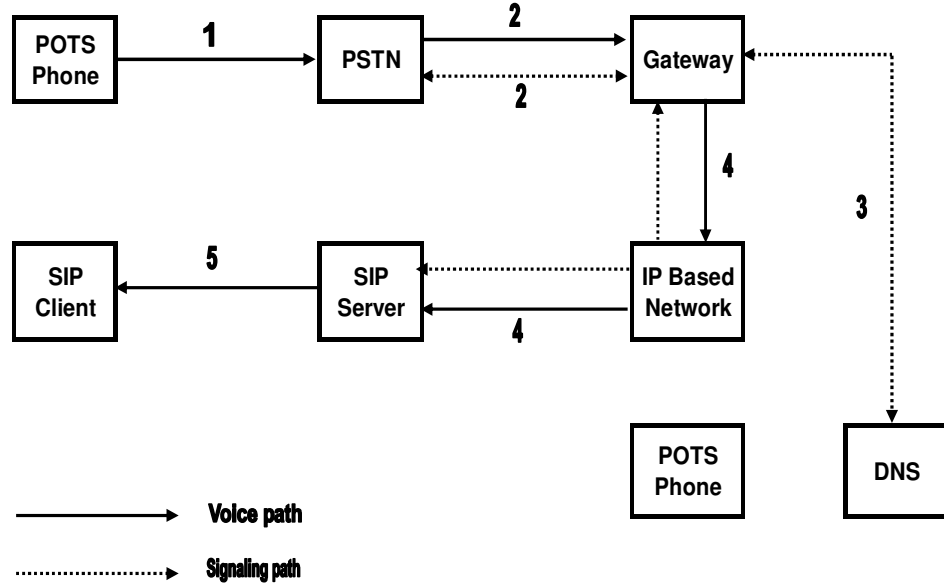 POTS
Phone
1
PSTN
2
2
Gateway
4
3
SIP
Client
5
SIP
Server
4
IP Based
Network
POTS
Phone
DNS
Voice path
Signaling path